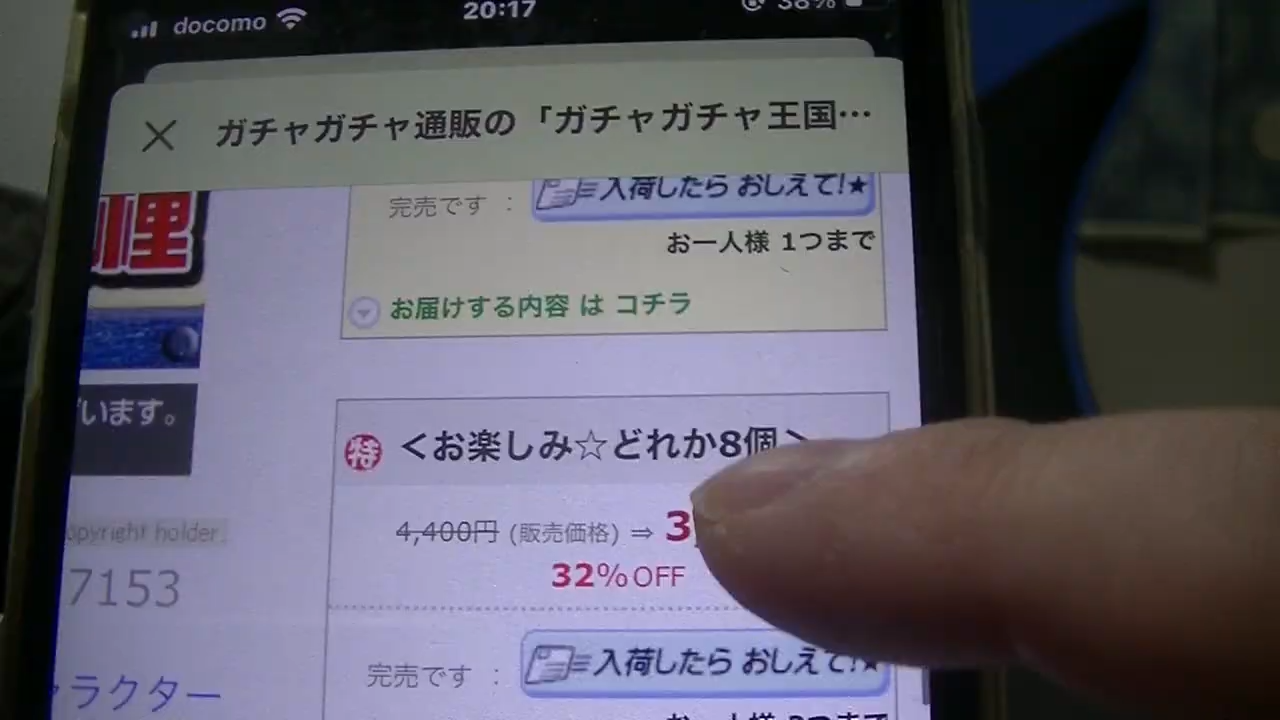 docomo 20:17 38%
ガチャガチャ通販の「ガチャガチャ王国…
完売です : 入荷したら おしえて!★
お一人様 1つまで
お届けする内容 は コチラ
います。
特 <お楽しみ☆どれか8個>
opyright holder.
4,400円 (販売価格) ⇒ 3
32%OFF
7153
完売です : 入荷したら おしえて!★
ラクター